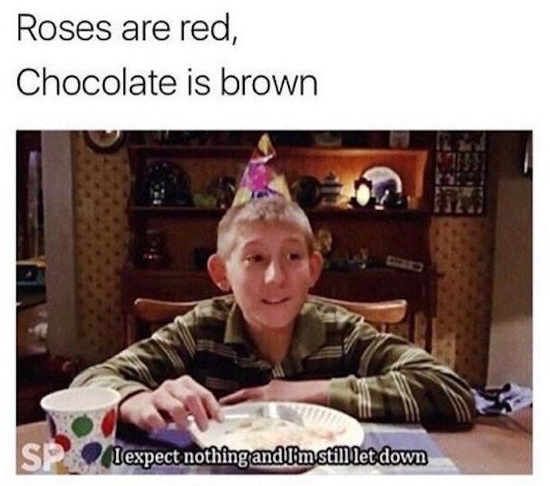 Roses are red,
Chocolate is brown
SP
I expect nothing and I'm still let down